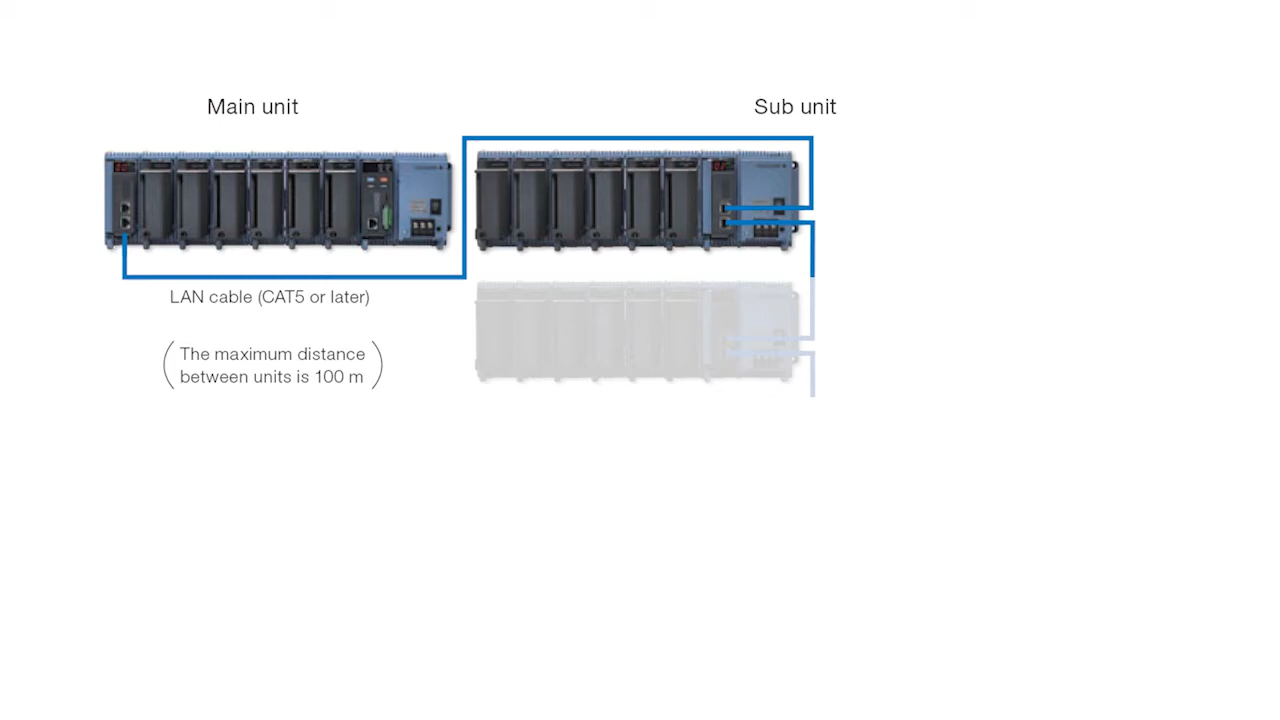 Main unit
Sub unit
LAN cable (CAT5 or later)
(The maximum distance
between units is 100 m)